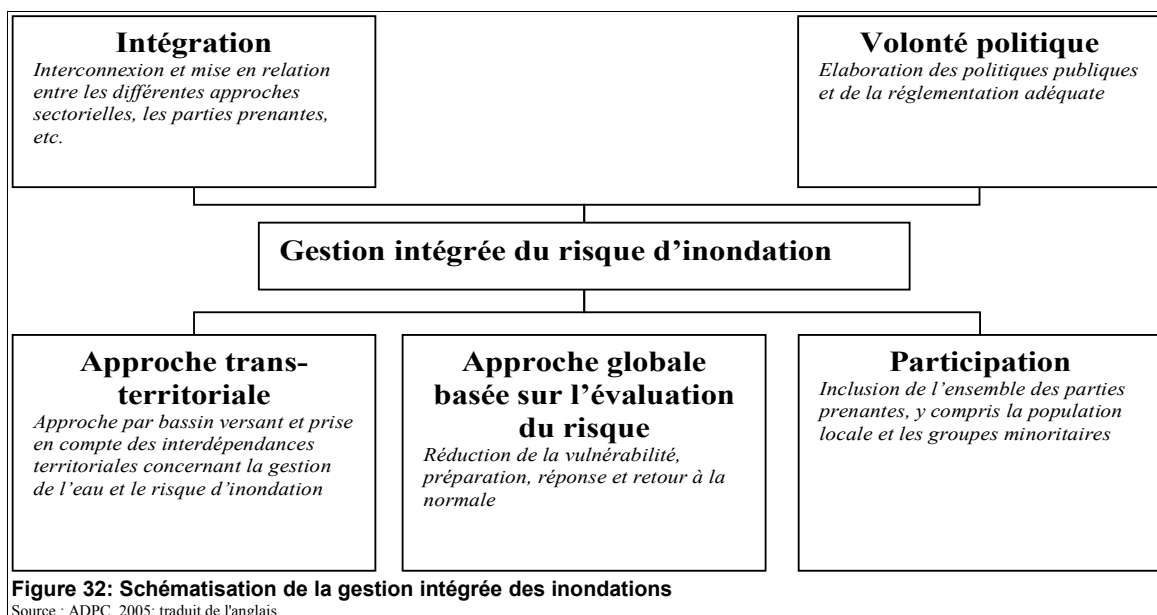 Intégration
Interconnexion et mise en relation
entre les différentes approches
sectorielles, les parties prenantes,
etc.
Volonté politique
Elaboration des politiques publiques
et de la réglementation adéquate
Gestion intégrée du risque d'inondation
Approche trans-
territoriale
Approche par bassin versant et prise
en compte des interdépendances
territoriales concernant la gestion
de l'eau et le risque d'inondation
Approche globale
basée sur l'évaluation
du risque
Réduction de la vulnérabilité,
préparation, réponse et retour à la
normale
Participation
Inclusion de l'ensemble des parties
prenantes, y compris la population
locale et les groupes minoritaires
Figure 32: Schématisation de la gestion intégrée des inondations
Source : ADPC, 2005; traduit de l'anglais